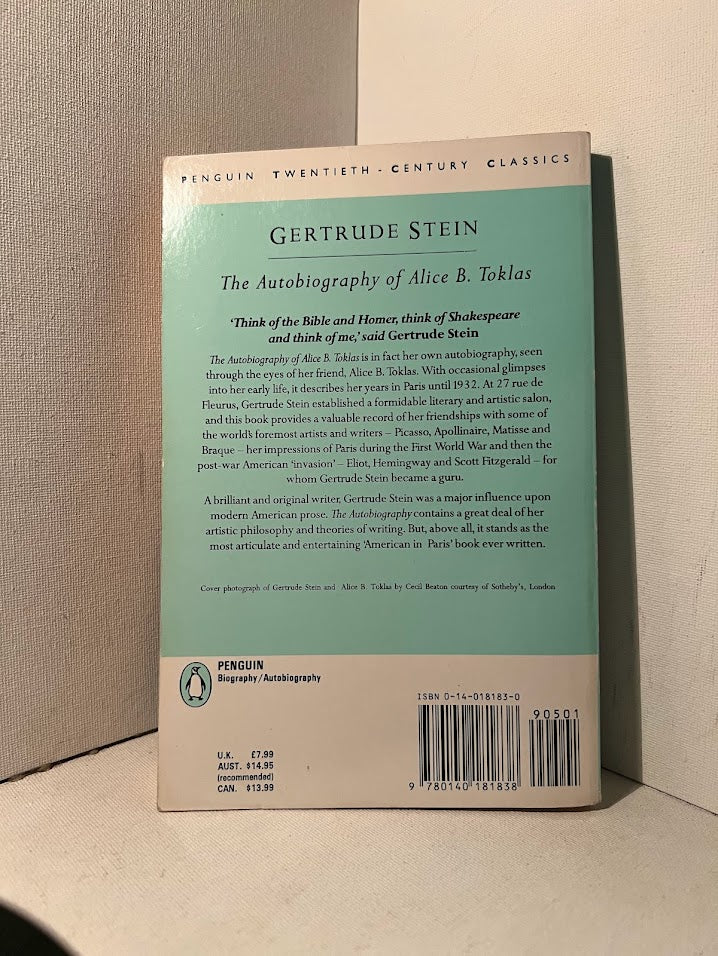 PENGUIN TWENTIETH-CENTURY CLASSICS
GERTRUDE STEIN
The Autobiography of Alice B. Toklas
‘Think of the Bible and Homer, think of Shakespeare
and think of me,’ said Gertrude Stein
The Autobiography of Alice B. Toklas is in fact her own autobiography, seen
through the eyes of her friend, Alice B. Toklas. With occasional glimpses
into her early life, it describes her years in Paris until 1932. At 27 rue de
Fleurus, Gertrude Stein established a formidable literary and artistic salon,
and this book provides a valuable record of her friendships with some of
the world's foremost artists and writers – Picasso, Apollinaire, Matisse and
Braque – her impressions of Paris during the First World War and then the
post-war American ‘invasion’ – Eliot, Hemingway and Scott Fitzgerald – for
whom Gertrude Stein became a guru.
A brilliant and original writer, Gertrude Stein was a major influence upon
modern American prose. The Autobiography contains a great deal of her
artistic philosophy and theories of writing. But, above all, it stands as the
most articulate and entertaining ‘American in Paris’ book ever written.
Cover photograph of Gertrude Stein and Alice B. Toklas by Cecil Beaton courtesy of Sotheby's, London
PENGUIN
Biography/Autobiography
U.K. £7.99
AUST. $14.95
(recommended)
CAN. $13.99
ISBN 0-14-018183-0
90501
9 780140 181838